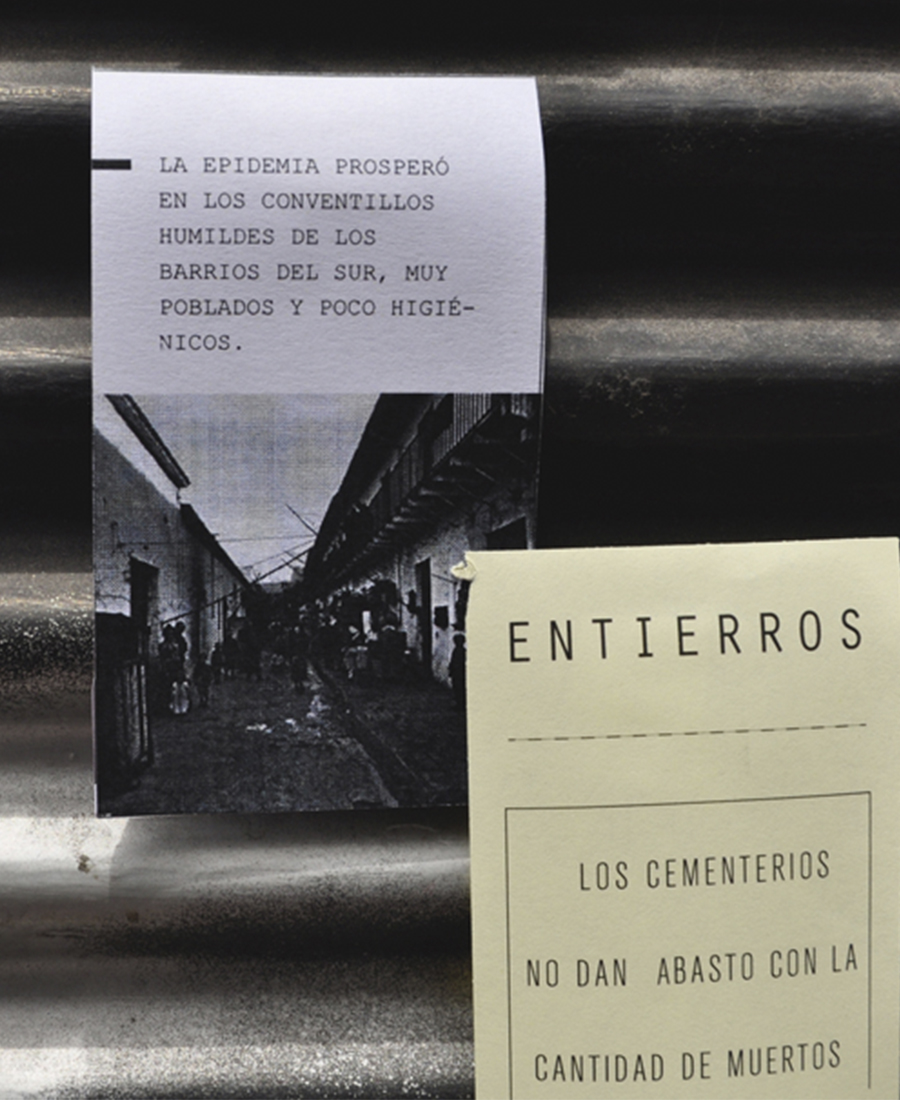 LA EPIDEMIA PROSPERÓ
EN LOS CONVENTILLOS
HUMILDES DE LOS
BARRIOS DEL SUR, MUY
POBLADOS Y POCO HIGIÉ-
NICOS.
ENTIERROS
LOS CEMENTERIOS
NO DAN ABASTO CON LA
CANTIDAD DE MUERTOS